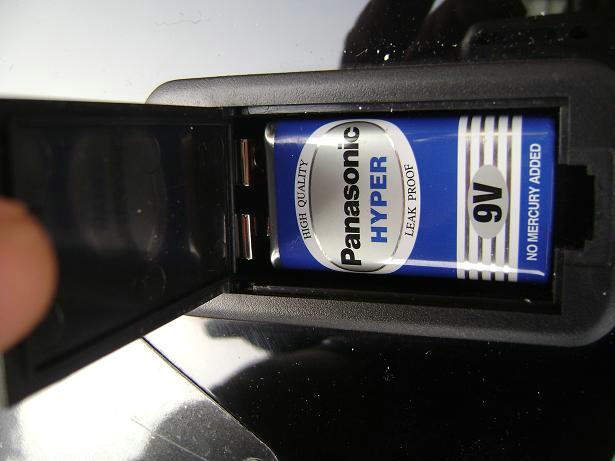 HIGH QUALITY
Panasonic
HYPER
LEAK PROOF
9V
NO MERCURY ADDED